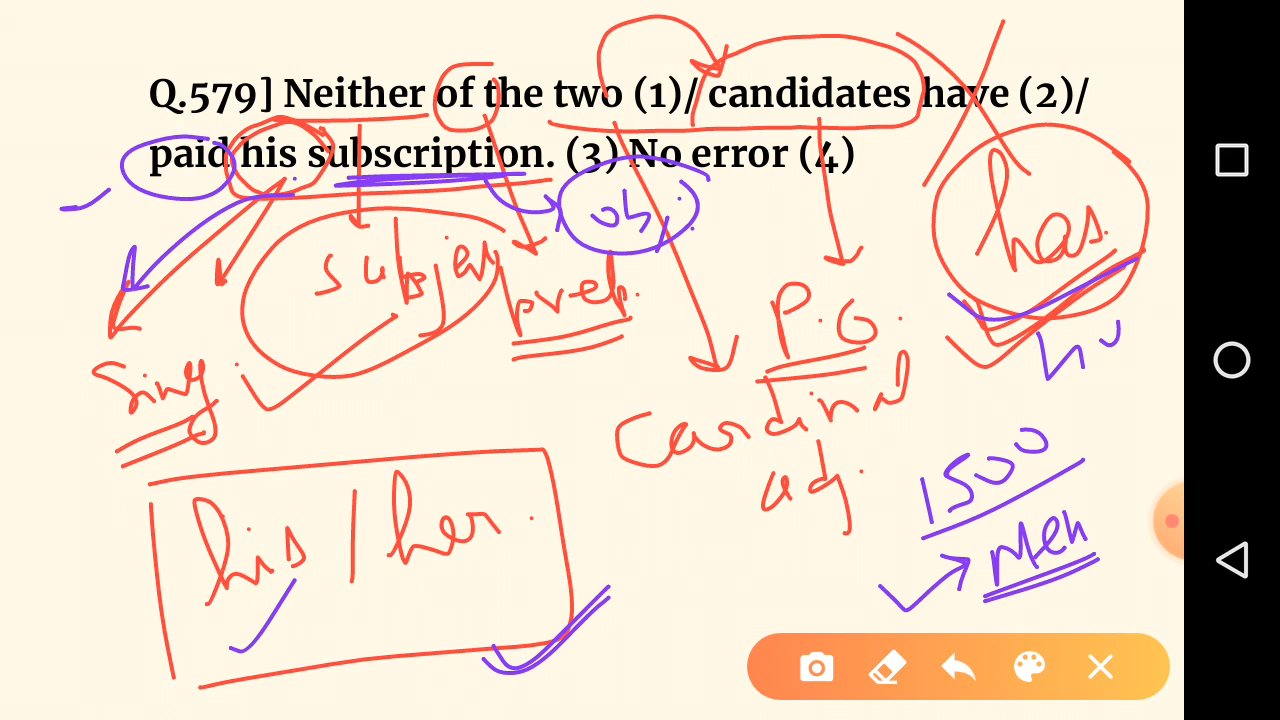 Q.579] Neither of the two (1)/ candidates have (2)/
paid his subscription. (3) No error (4)
obj.
has.
subject
prep.
P.G.
H.V
Sing.
Cardinal
adj.
1500
Men
his/her.